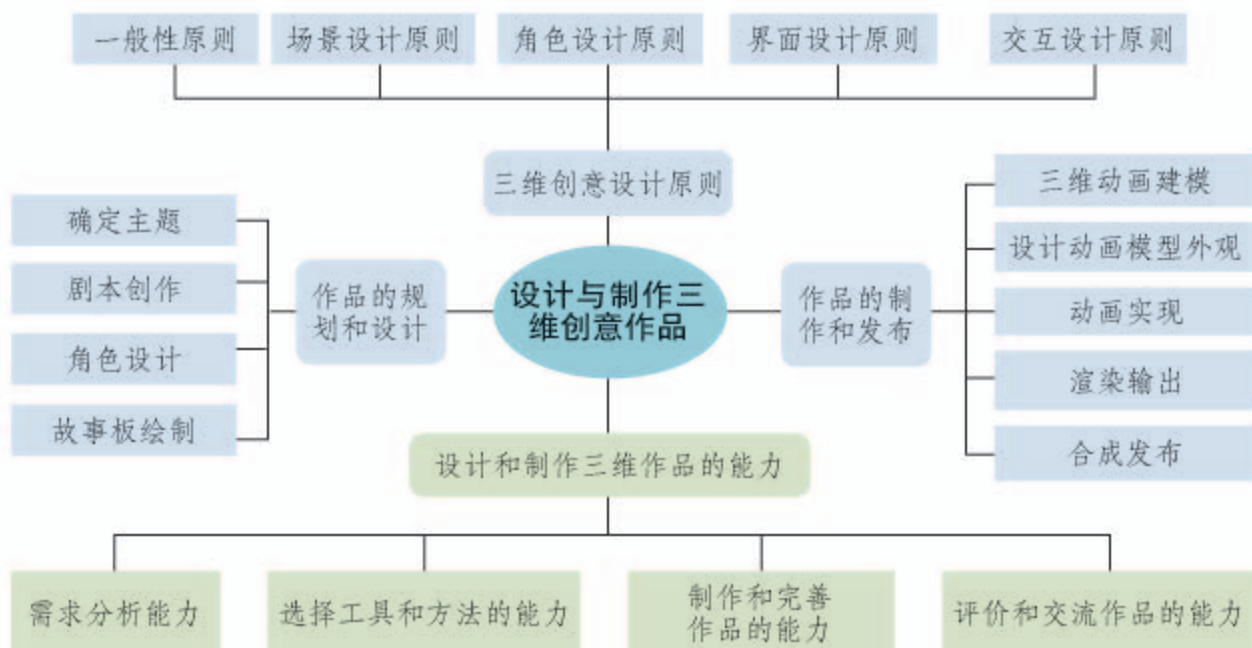 一般性原则
场景设计原则
角色设计原则
界面设计原则
交互设计原则
三维创意设计原则
确定主题
剧本创作
角色设计
故事板绘制
作品的规
划和设计
设计与制作三
维创意作品
作品的制
作和发布
三维动画建模
设计动画模型外观
动画实现
渲染输出
合成发布
设计和制作三维作品的能力
需求分析能力
选择工具和方法的能力
制作和完善
作品的能力
评价和交流作品的能力